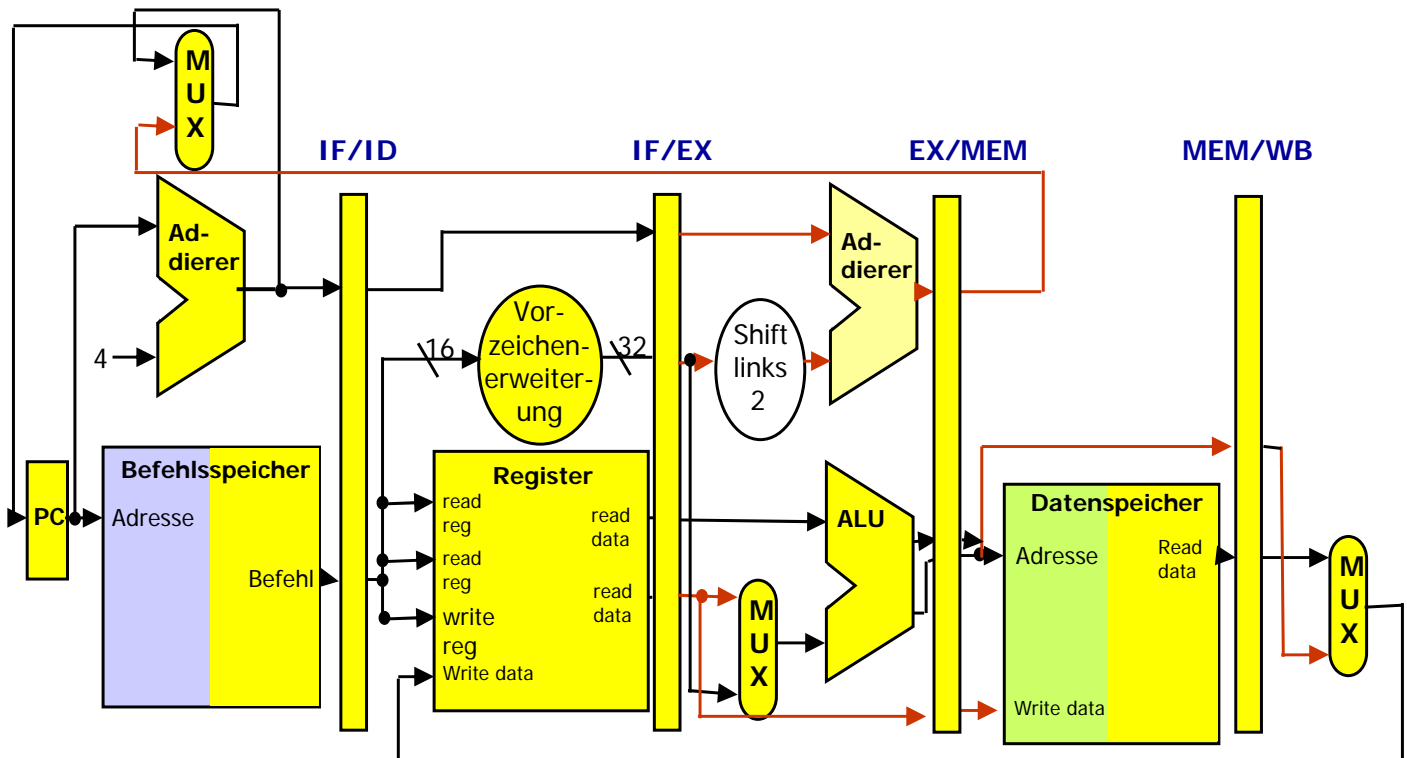 M
U
X
IF/ID
IF/EX
EX/MEM
MEM/WB
Ad-
dierer
4
16
Vor-
zeichen-
erweiter-
ung
32
Shift
links
2
Ad-
dierer
PC
Befehlsspeicher
Adresse
Befehl
Register
read
reg
read
reg
write
reg
Write data
read
data
read
data
M
U
X
ALU
Datenspeicher
Adresse
Read
data
Write data
M
U
X